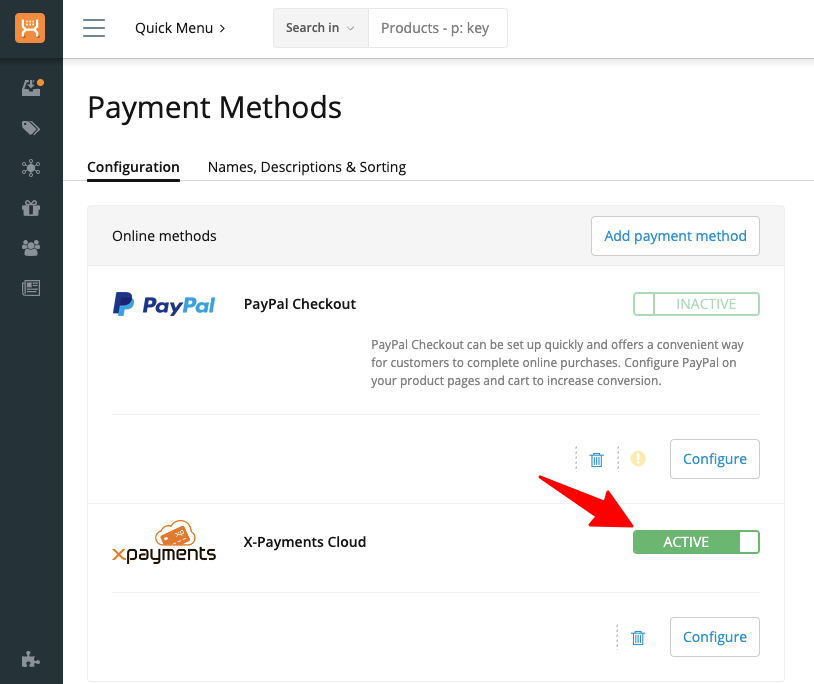 Quick Menu
Search in
Products - p: key
Payment Methods
Configuration
Names, Descriptions & Sorting
Online methods
Add payment method
PayPal
PayPal Checkout
INACTIVE
PayPal Checkout can be set up quickly and offers a convenient way
for customers to complete online purchases. Configure PayPal on
your product pages and cart to increase conversion.
Configure
xpayments
X-Payments Cloud
ACTIVE
Configure